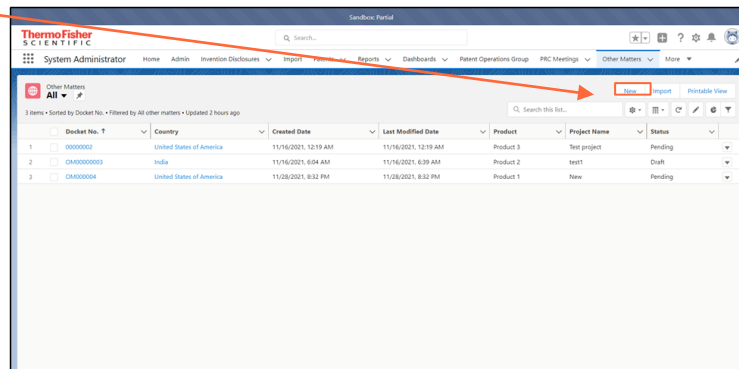 Sandbox: Partial
ThermoFisher
SCIENTIFIC
Search...
System Administrator Home Admin Invention Disclosures Import Patents Reports Dashboards Patent Operations Group PRC Meetings Other Matters More
Other Matters
All
New Import Printable View
3 items • Sorted by Docket No. • Filtered by All other matters • Updated 2 hours ago
Search this list...
Docket No. ↑ Country Created Date Last Modified Date Product Project Name Status
1 00000002 United States of America 11/16/2021, 12:19 AM 11/16/2021, 12:19 AM Product 3 Test project Pending
2 OM00000003 India 11/16/2021, 6:04 AM 11/16/2021, 6:39 AM Product 2 test1 Draft
3 OM000004 United States of America 11/28/2021, 8:32 PM 11/28/2021, 8:32 PM Product 1 New Pending